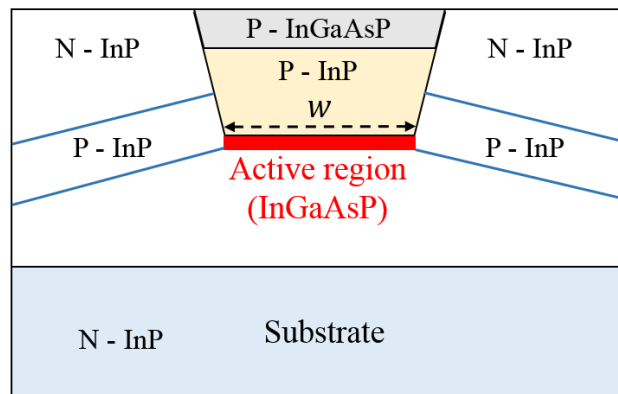 P - InGaAsP
N - InP
N - InP
P - InP
w
P - InP
P - InP
Active region
(InGaAsP)
N - InP
Substrate